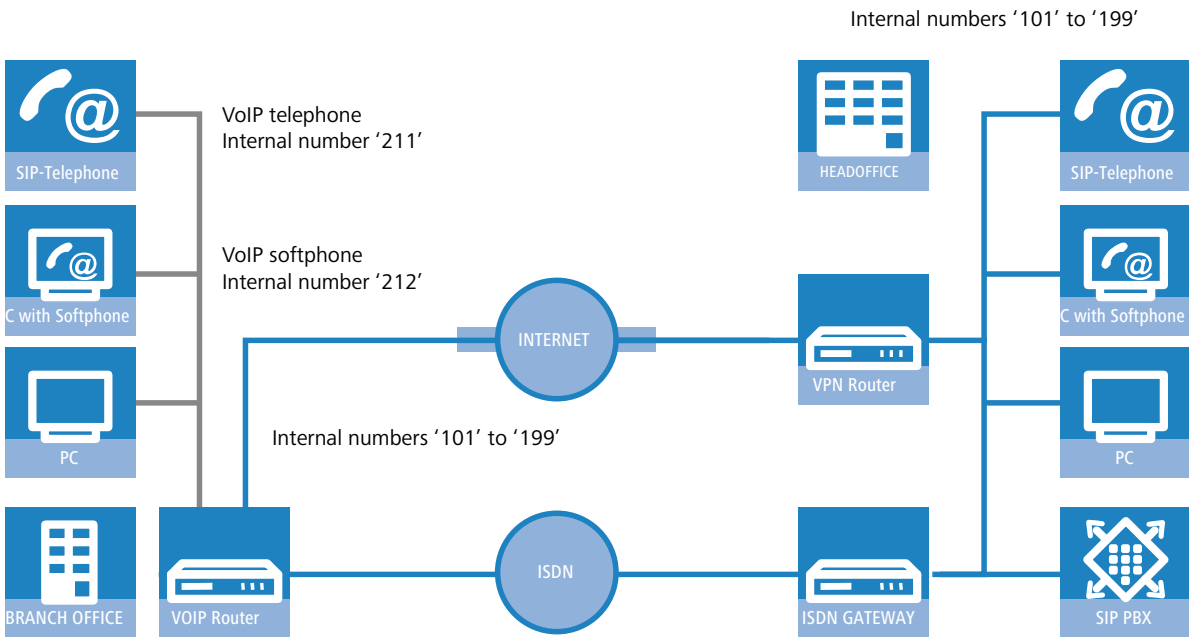 Internal numbers ‘101’ to ‘199’
SIP-Telephone
VoIP telephone
Internal number ‘211’
HEADOFFICE
SIP-Telephone
C with Softphone
VoIP softphone
Internal number ‘212’
INTERNET
VPN Router
C with Softphone
PC
Internal numbers ‘101’ to ‘199’
PC
BRANCH OFFICE
VOIP Router
ISDN
ISDN GATEWAY
SIP PBX